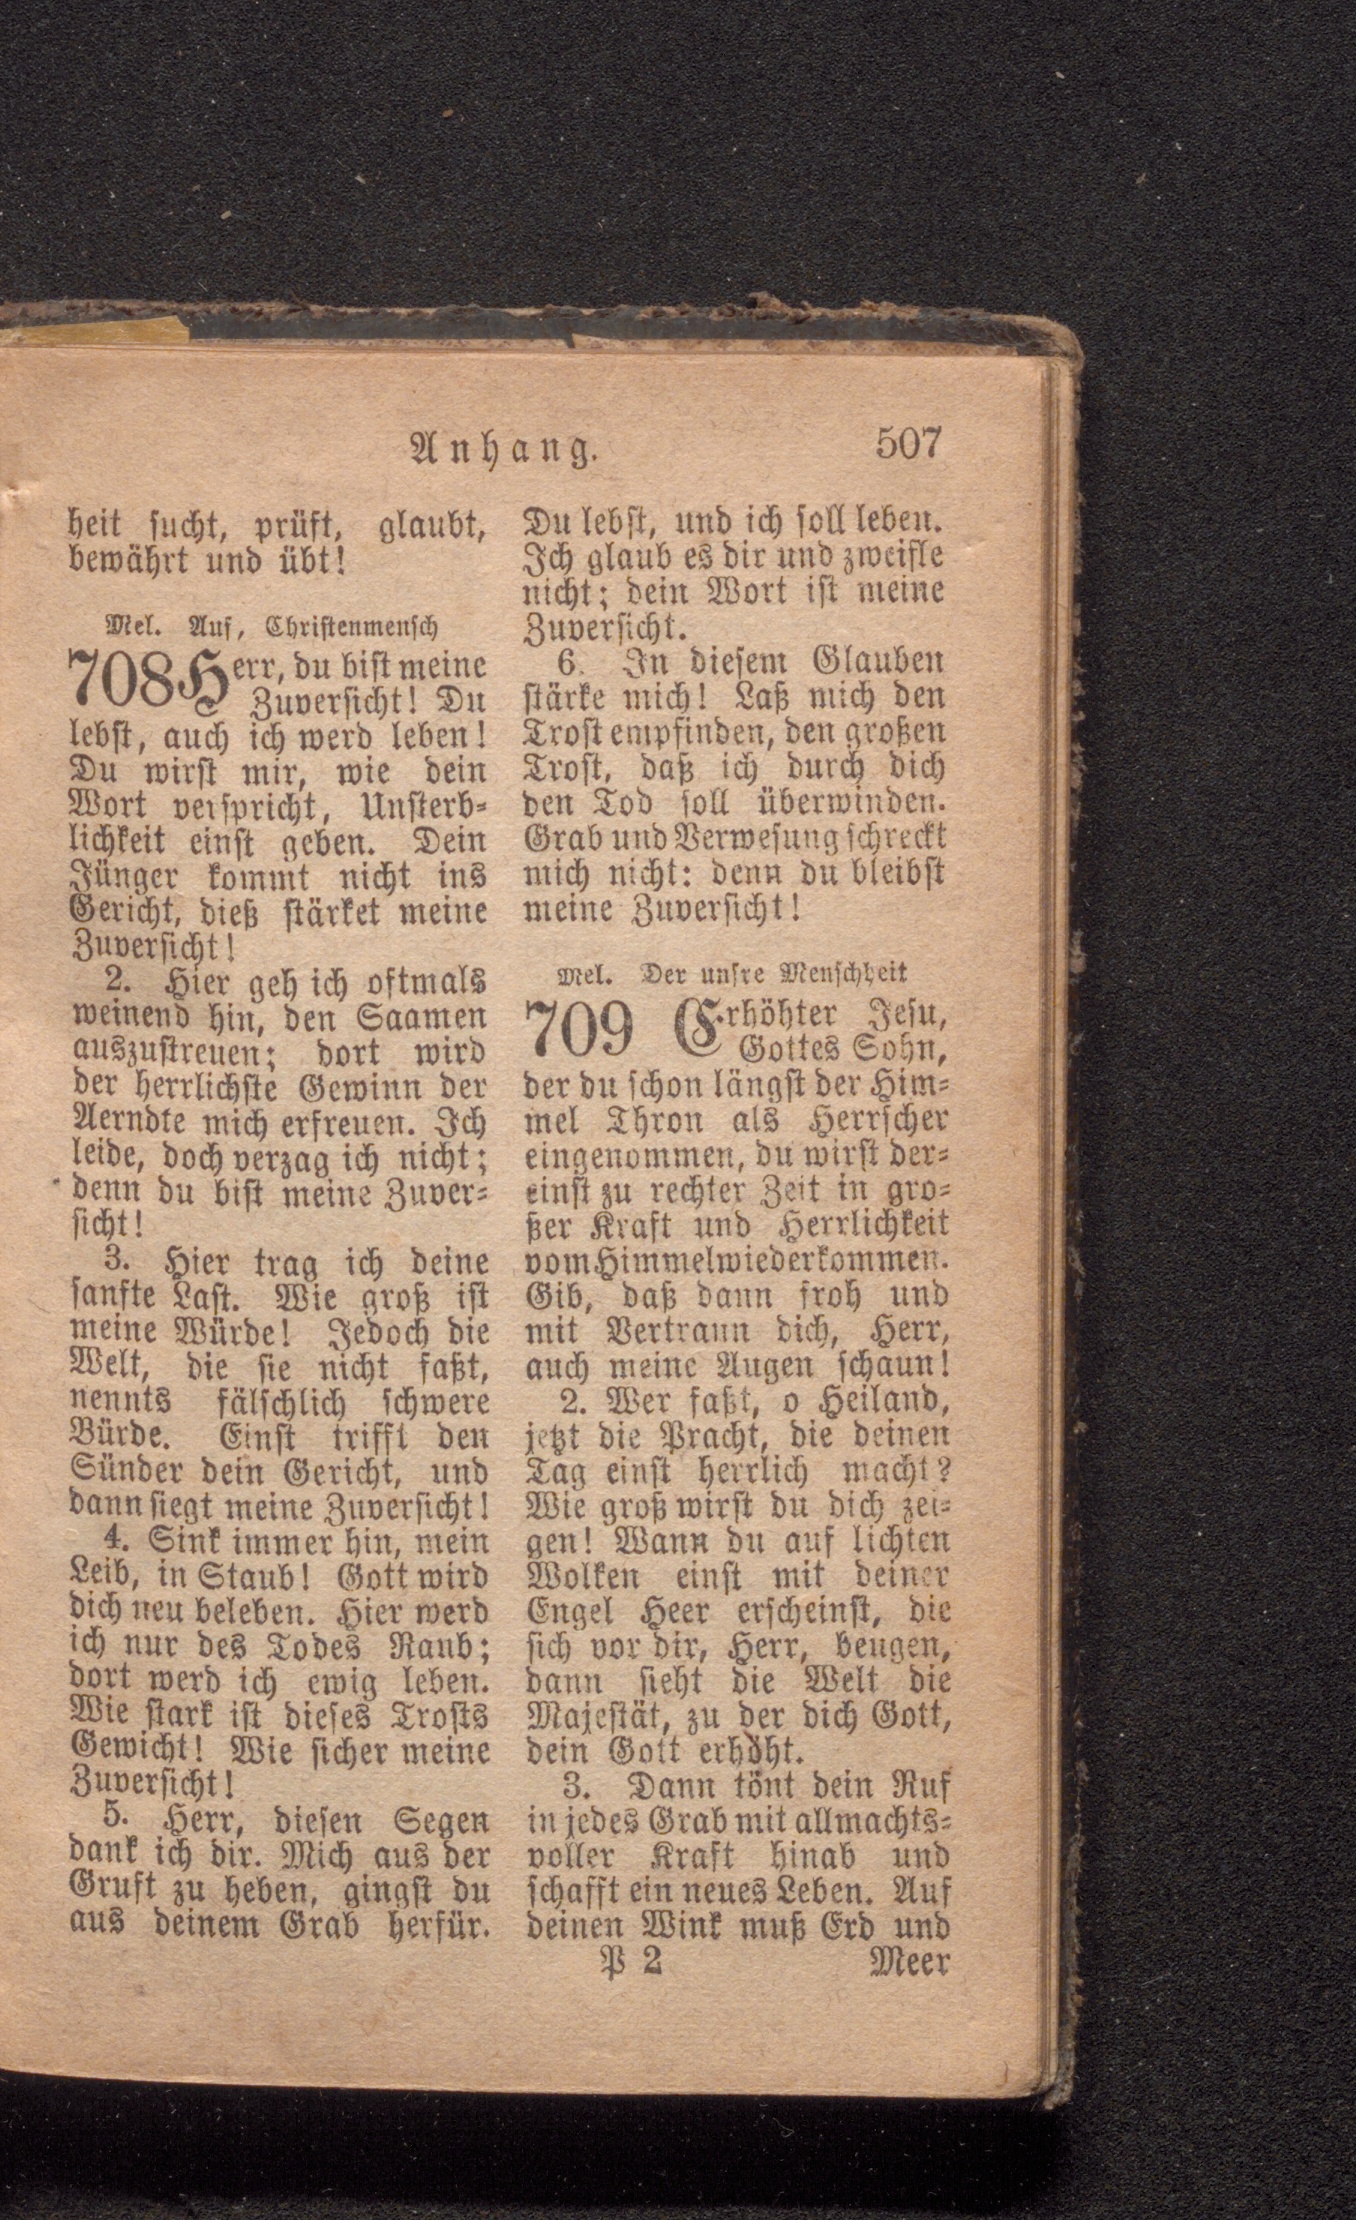 Anhang. 507
heit sucht, prüft, glaubt,
bewährt und übt!
Mel. Auf, Christenmensch
708 Herr, du bist meine
Zuversicht! Du
lebst, auch ich werd leben!
Du wirst mir, wie dein
Wort verspricht, Unsterb-
lichkeit einst geben. Dein
Jünger kommt nicht ins
Gericht, dieß stärket meine
Zuversicht!
2. Hier geh ich oftmals
weinend hin, den Saamen
auszustreuen; dort wird
der herrlichste Gewinn der
Aerndte mich erfreuen. Ich
leide, doch verzag ich nicht;
denn du bist meine Zuver-
sicht!
3. Hier trag ich deine
sanfte Last. Wie groß ist
meine Würde! Jedoch die
Welt, die sie nicht faßt,
nennts fälschlich schwere
Bürde. Einst trifft den
Sünder dein Gericht, und
dann siegt meine Zuversicht!
4. Sink immer hin, mein
Leib, in Staub! Gott wird
dich neu beleben. Hier werd
ich nur des Todes Raub;
dort werd ich ewig leben.
Wie stark ist dieses Trosts
Gewicht! Wie sicher meine
Zuversicht!
5. Herr, diesen Segen
dank ich dir. Mich aus der
Gruft zu heben, gingst du
aus deinem Grab herfür.
Du lebst, und ich soll leben.
Ich glaub es dir und zweifle
nicht; dein Wort ist meine
Zuversicht.
6. In diesem Glauben
stärke mich! Laß mich den
Trost empfinden, den großen
Trost, daß ich durch dich
den Tod soll überwinden.
Grab und Verwesung schreckt
mich nicht: denn du bleibst
meine Zuversicht!
Mel. Der unsre Menschheit
709 Erhöhter Jesu,
Gottes Sohn,
der du schon längst der Him-
mel Thron als Herrscher
eingenommen, du wirst der-
einst zu rechter Zeit in gro-
ßer Kraft und Herrlichkeit
vom Himmel wiederkommen.
Gib, daß dann froh und
mit Vertraun dich, Herr,
auch meine Augen schaun!
2. Wer faßt, o Heiland,
jetzt die Pracht, die deinen
Tag einst herrlich macht?
Wie groß wirst du dich zei-
gen! Wann du auf lichten
Wolken einst mit deiner
Engel Heer erscheinst, die
sich vor dir, Herr, beugen,
dann sieht die Welt die
Majestät, zu der dich Gott,
dein Gott erhöht.
3. Dann tönt dein Ruf
in jedes Grab mit allmachts-
voller Kraft hinab und
schafft ein neues Leben. Auf
deinen Wink muß Erd und
P 2 Meer